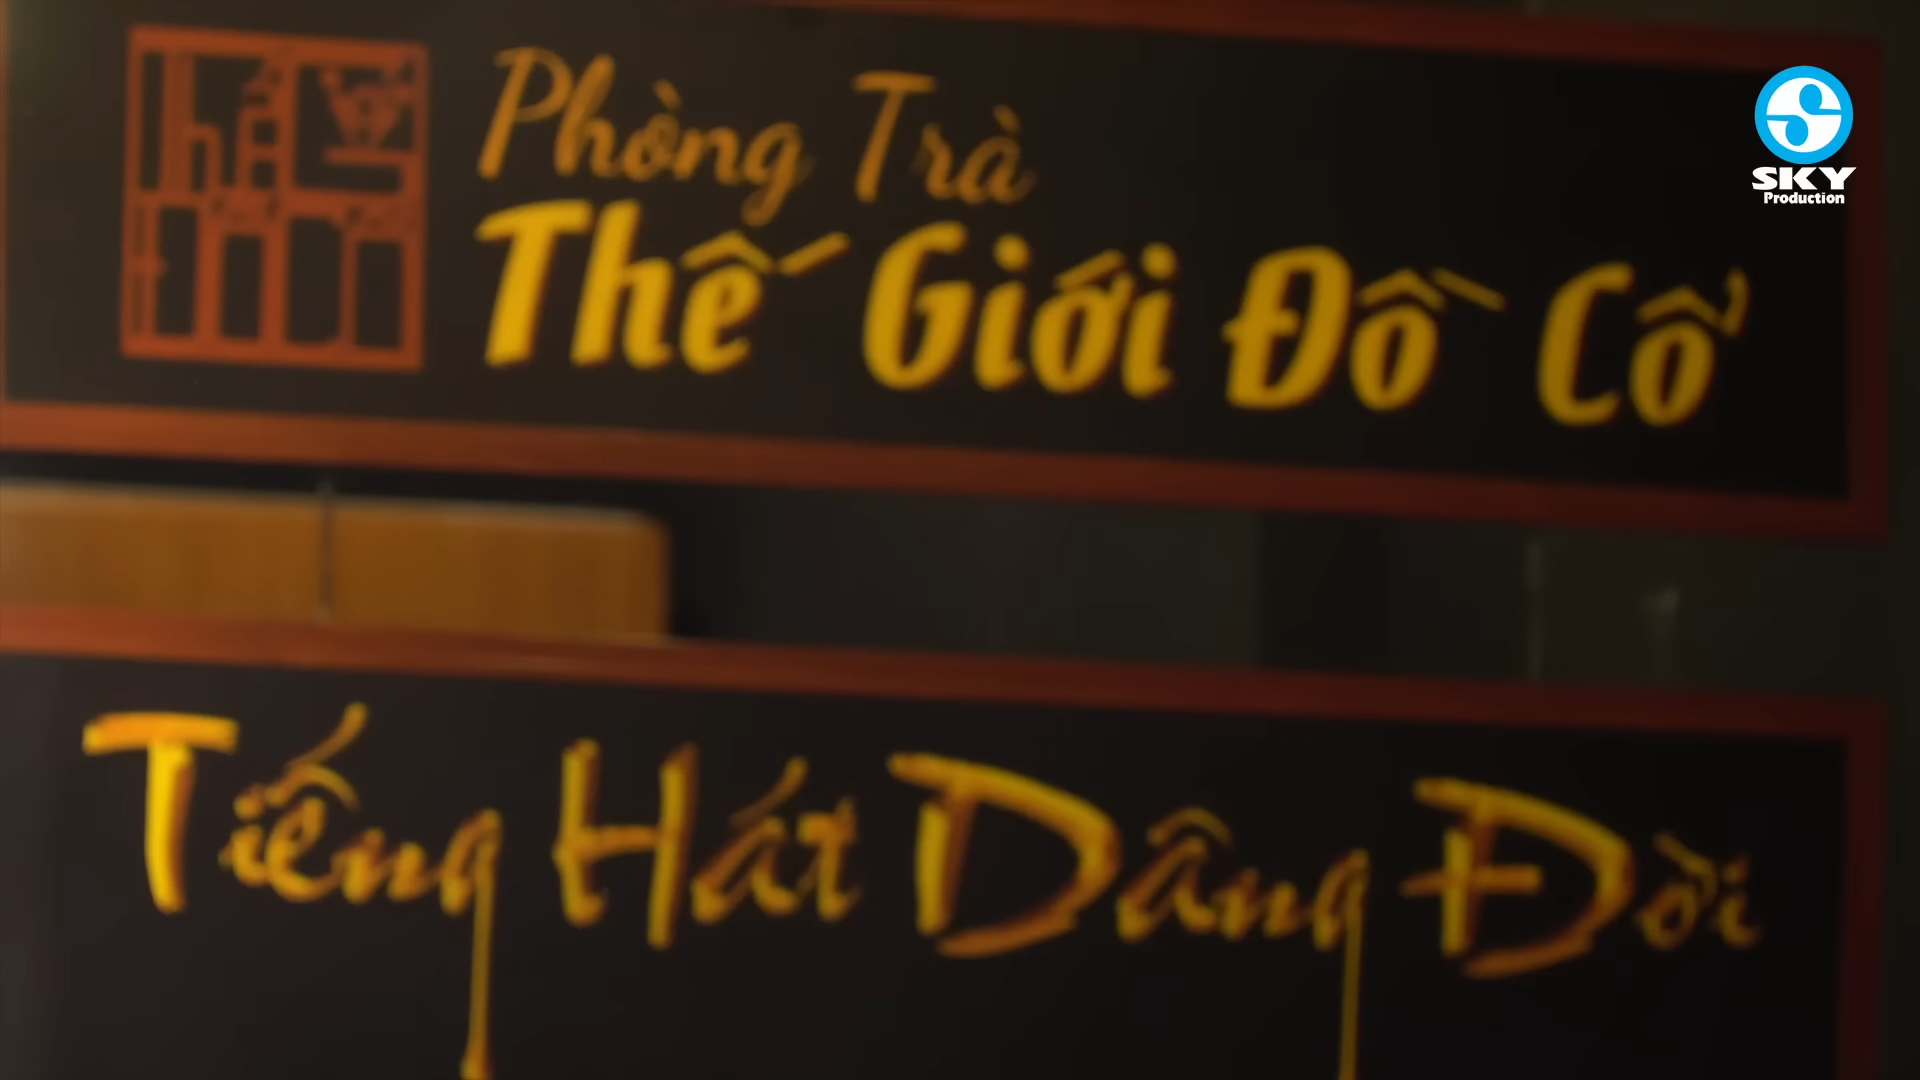 Phòng Trà
Thế Giới Đồ Cổ
SKY
Production
Tiếng Hát Dâng Đời